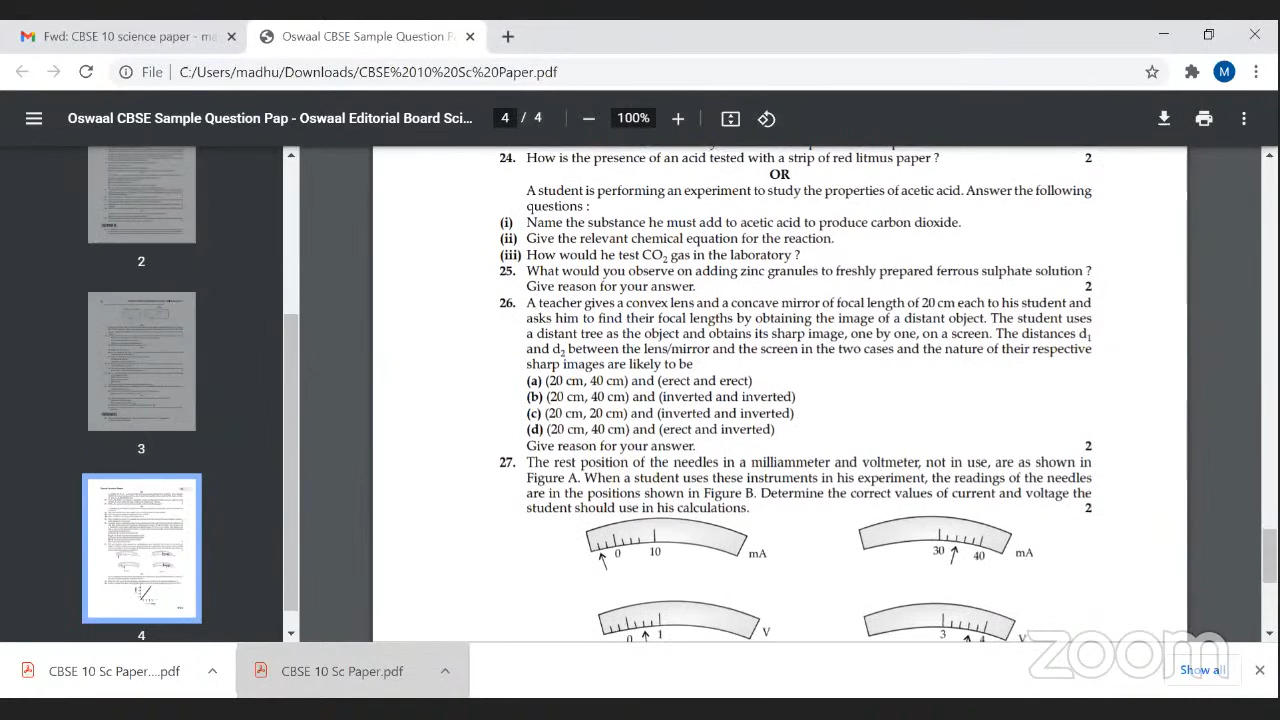 Fwd: CBSE 10 science paper - ma
Oswaal CBSE Sample Question P
File C:/Users/madhu/Downloads/CBSE%2010%20Sc%20Paper.pdf
M
Oswaal CBSE Sample Question Pap - Oswaal Editorial Board Sci...
4 / 4
100%
2
3
4
24. How is the presence of an acid tested with a strip of red litmus paper ? 2
OR
A student is performing an experiment to study the properties of acetic acid. Answer the following
questions :
(i) Name the substance he must add to acetic acid to produce carbon dioxide.
(ii) Give the relevant chemical equation for the reaction.
(iii) How would he test CO₂ gas in the laboratory ?
25. What would you observe on adding zinc granules to freshly prepared ferrous sulphate solution ?
Give reason for your answer. 2
26. A teacher gives a convex lens and a concave mirror of focal length of 20 cm each to his student and
asks him to find their focal lengths by obtaining the image of a distant object. The student uses
a distant tree as the object and obtains its sharp image, one by one, on a screen. The distances d₁
and d₂ between the lens/mirror and the screen in the two cases and the nature of their respective
sharp images are likely to be
(a) (20 cm, 40 cm) and (erect and erect)
(b) (20 cm, 40 cm) and (inverted and inverted)
(c) (20 cm, 20 cm) and (inverted and inverted)
(d) (20 cm, 40 cm) and (erect and inverted)
Give reason for your answer. 2
27. The rest position of the needles in a milliammeter and voltmeter, not in use, are as shown in
Figure A. When a student uses these instruments in his experiment, the readings of the needles
are in the positions shown in Figure B. Determine the correct values of current and voltage the
student should use in his calculations. 2
0 10 mA
30 40 mA
0 1 V
3 4 V
zoom
CBSE 10 Sc Paper....pdf
CBSE 10 Sc Paper.pdf
Show all